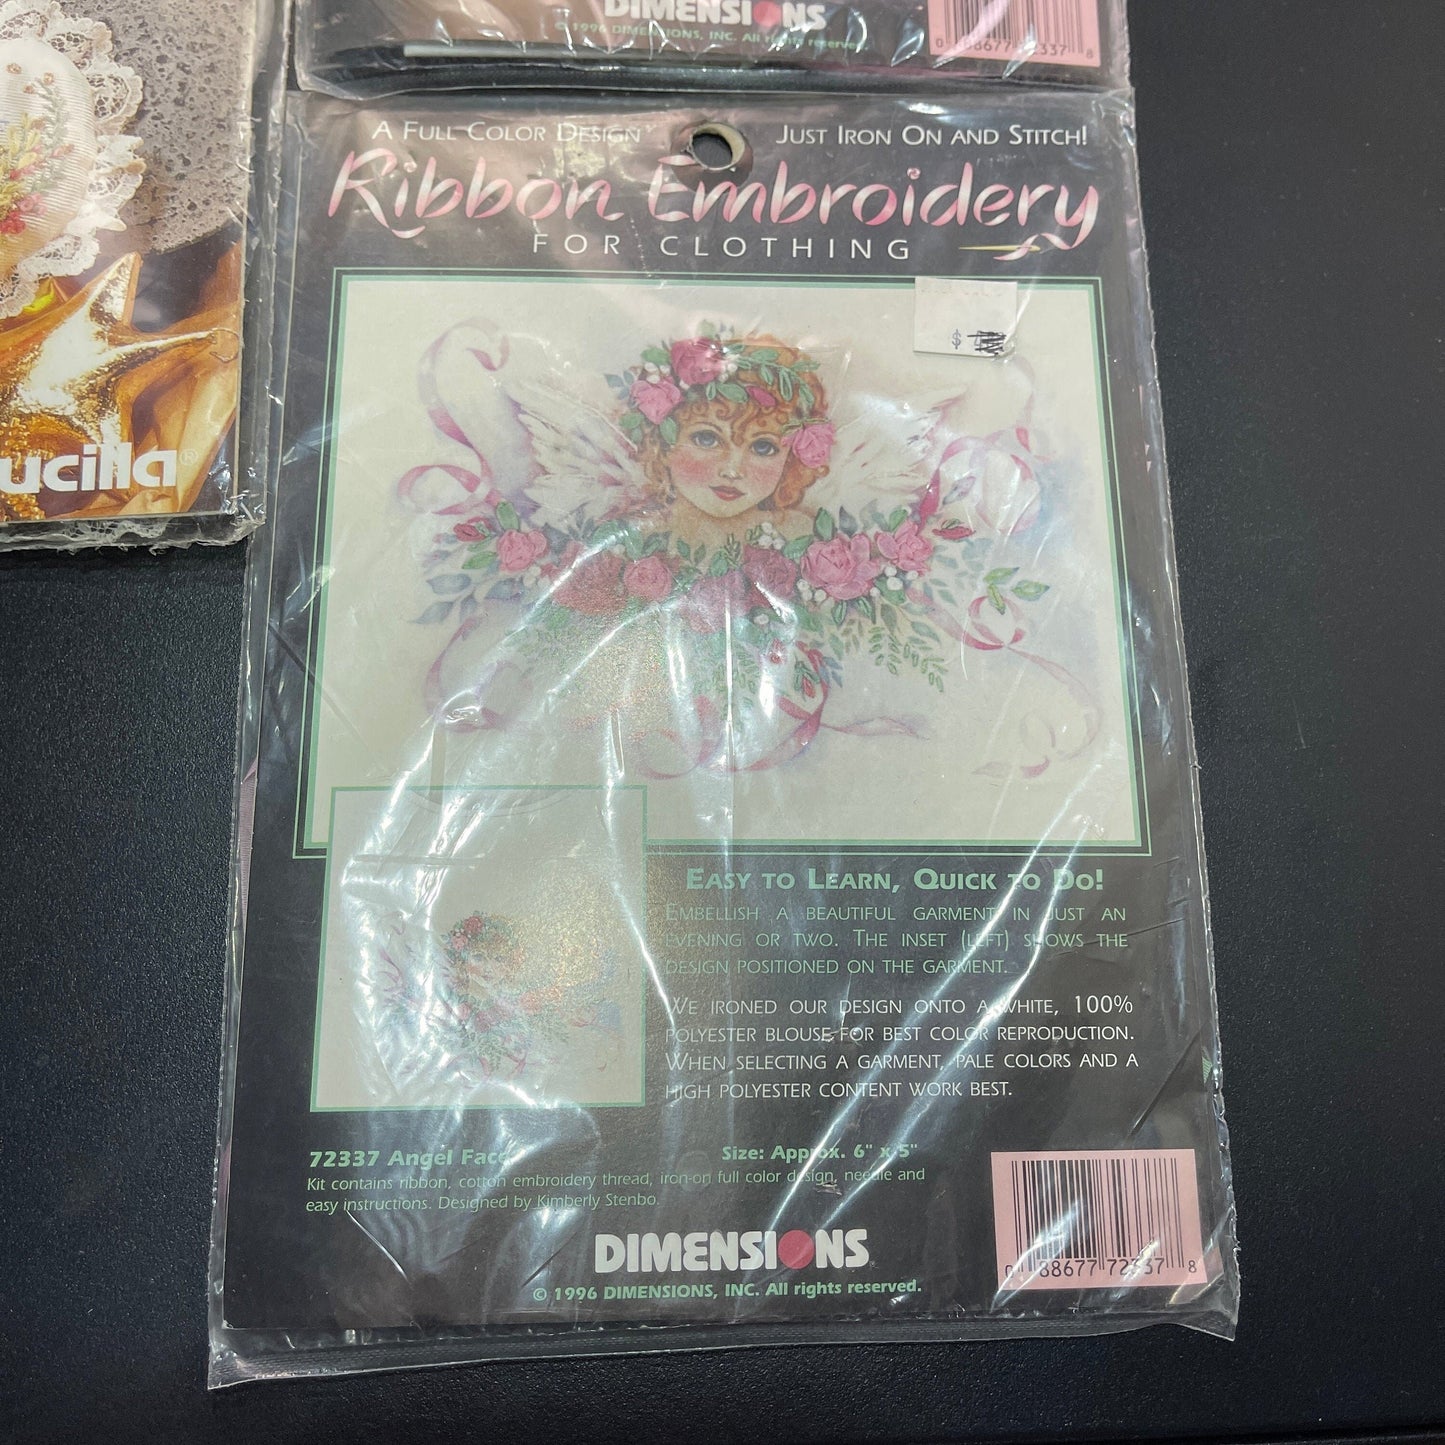 DIMENSIONS
© 1996 DIMENSIONS, INC. All rights reserved.
ucilla®
A FULL COLOR DESIGN
JUST IRON ON AND STITCH!
Ribbon Embroidery
FOR CLOTHING
$
EASY TO LEARN, QUICK TO DO!
EMBELLISH A BEAUTIFUL GARMENT IN JUST AN
EVENING OR TWO. THE INSET (LEFT) SHOWS THE
DESIGN POSITIONED ON THE GARMENT.
WE IRONED OUR DESIGN ONTO A WHITE, 100%
POLYESTER BLOUSE FOR BEST COLOR REPRODUCTION.
WHEN SELECTING A GARMENT, PALE COLORS AND A
HIGH POLYESTER CONTENT WORK BEST.
72337 Angel Face
Size: Approx. 6" x 5"
Kit contains ribbon, cotton embroidery thread, iron-on full color design, needle and
easy instructions. Designed by Kimberly Stenbo.
DIMENSIONS
© 1996 DIMENSIONS, INC. All rights reserved.
0 88677 72337 8